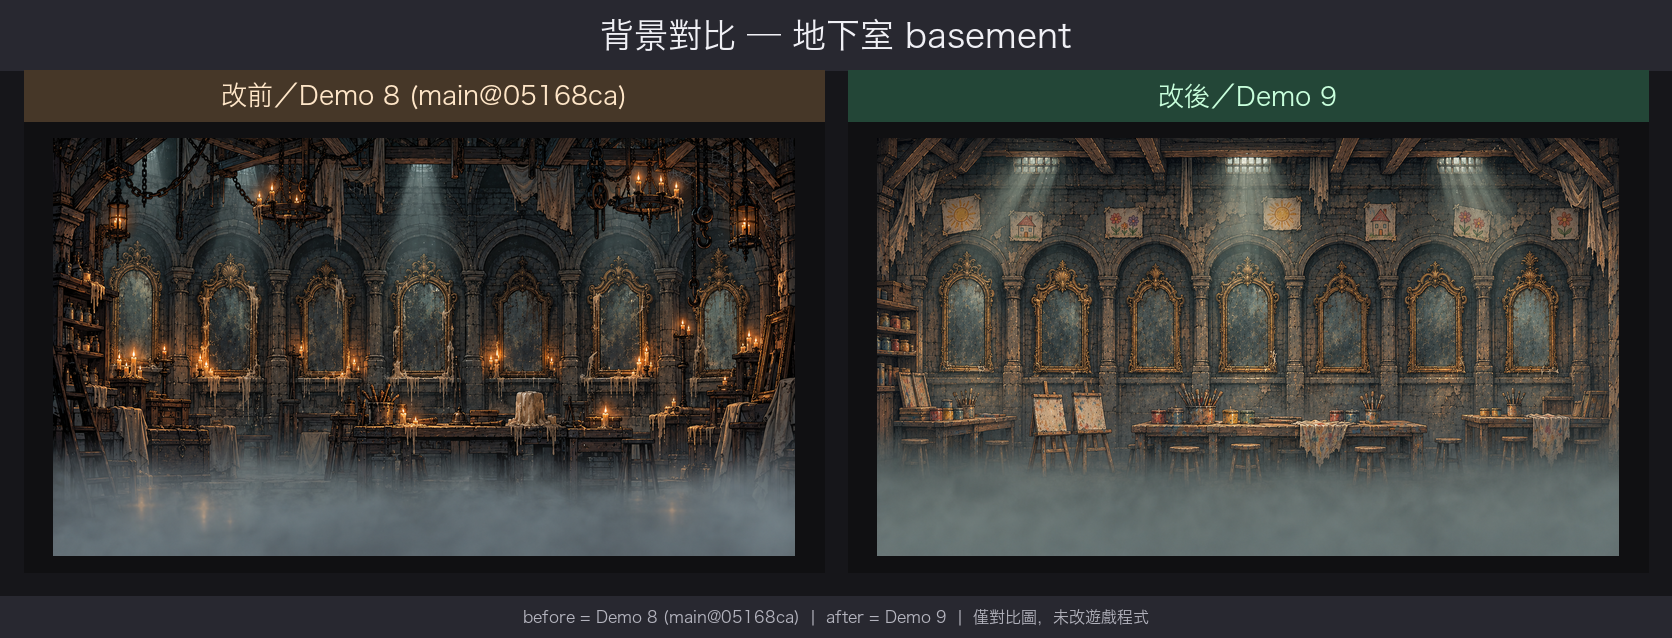 背景對比 — 地下室 basement
改前／Demo 8 (main@05168ca)
改後／Demo 9
before = Demo 8 (main@05168ca) | after = Demo 9 | 僅對比圖，未改遊戲程式